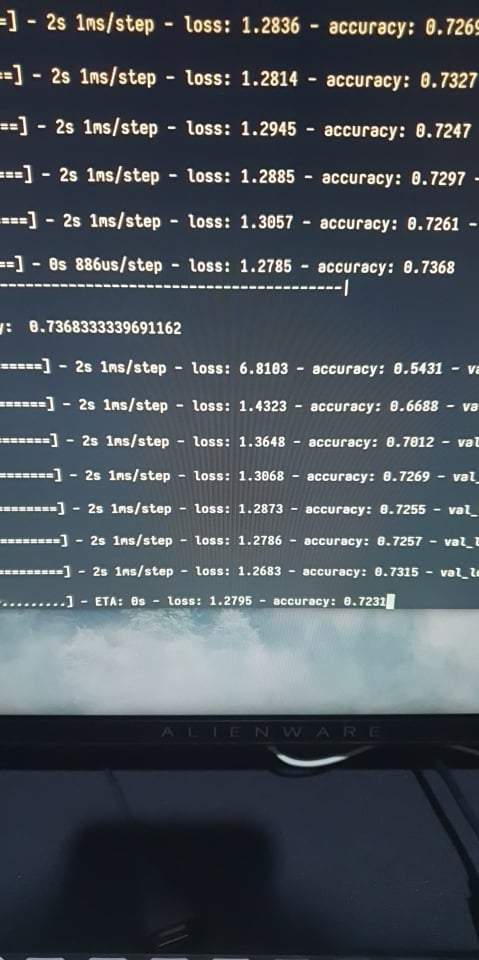 =] - 2s 1ms/step - loss: 1.2836 - accuracy: 0.7269
==] - 2s 1ms/step - loss: 1.2814 - accuracy: 0.7327
==] - 2s 1ms/step - loss: 1.2945 - accuracy: 0.7247
===] - 2s 1ms/step - loss: 1.2885 - accuracy: 0.7297 -
===] - 2s 1ms/step - loss: 1.3057 - accuracy: 0.7261 -
==] - 0s 886us/step - loss: 1.2785 - accuracy: 0.7368
-----------------------------------------|
y: 0.7368333339691162
=====] - 2s 1ms/step - loss: 6.8103 - accuracy: 0.5431 - va
======] - 2s 1ms/step - loss: 1.4323 - accuracy: 0.6688 - va
=======] - 2s 1ms/step - loss: 1.3648 - accuracy: 0.7012 - val
=======] - 2s 1ms/step - loss: 1.3068 - accuracy: 0.7269 - val_
========] - 2s 1ms/step - loss: 1.2873 - accuracy: 0.7255 - val_
========] - 2s 1ms/step - loss: 1.2786 - accuracy: 0.7257 - val_l
=========] - 2s 1ms/step - loss: 1.2683 - accuracy: 0.7315 - val_lo
.........] - ETA: 0s - loss: 1.2795 - accuracy: 0.7231
ALIENWARE